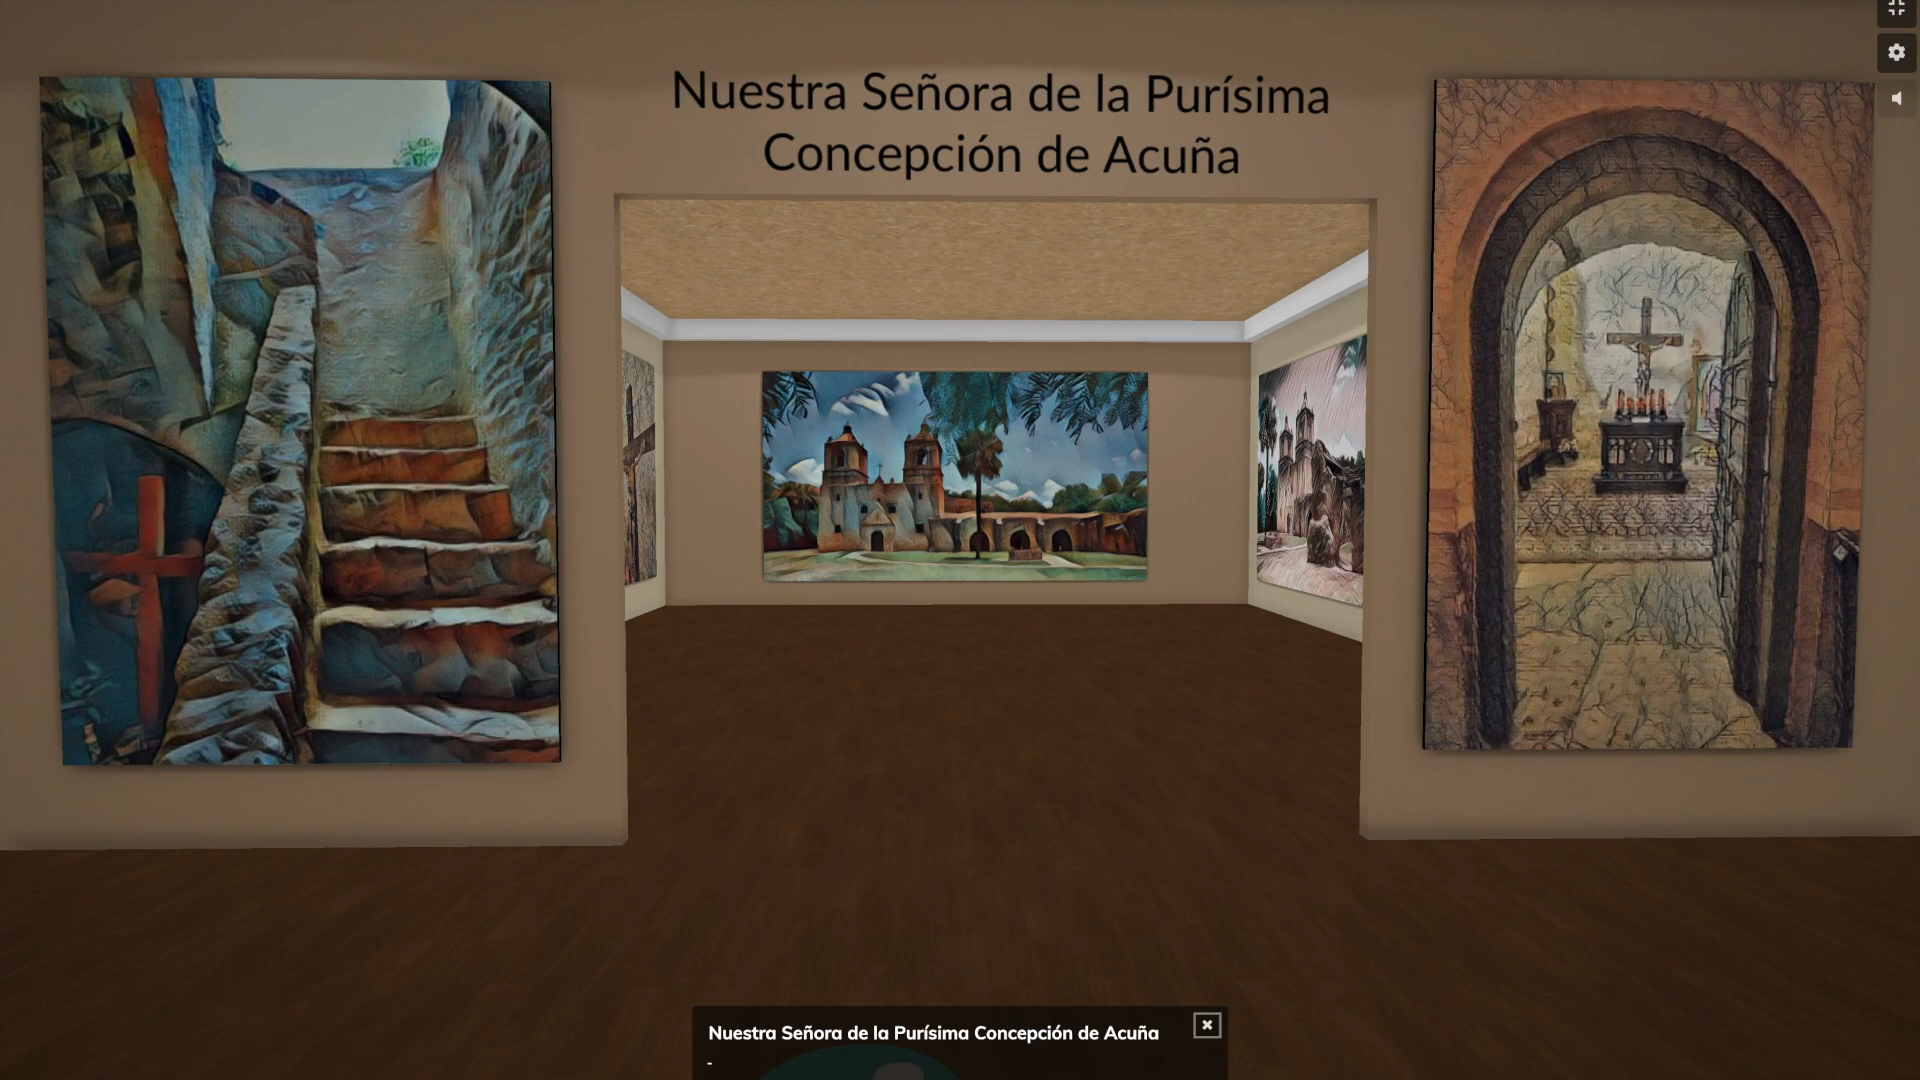 Nuestra Señora de la Purísima
Concepción de Acuña
Nuestra Señora de la Purísima Concepción de Acuña
-